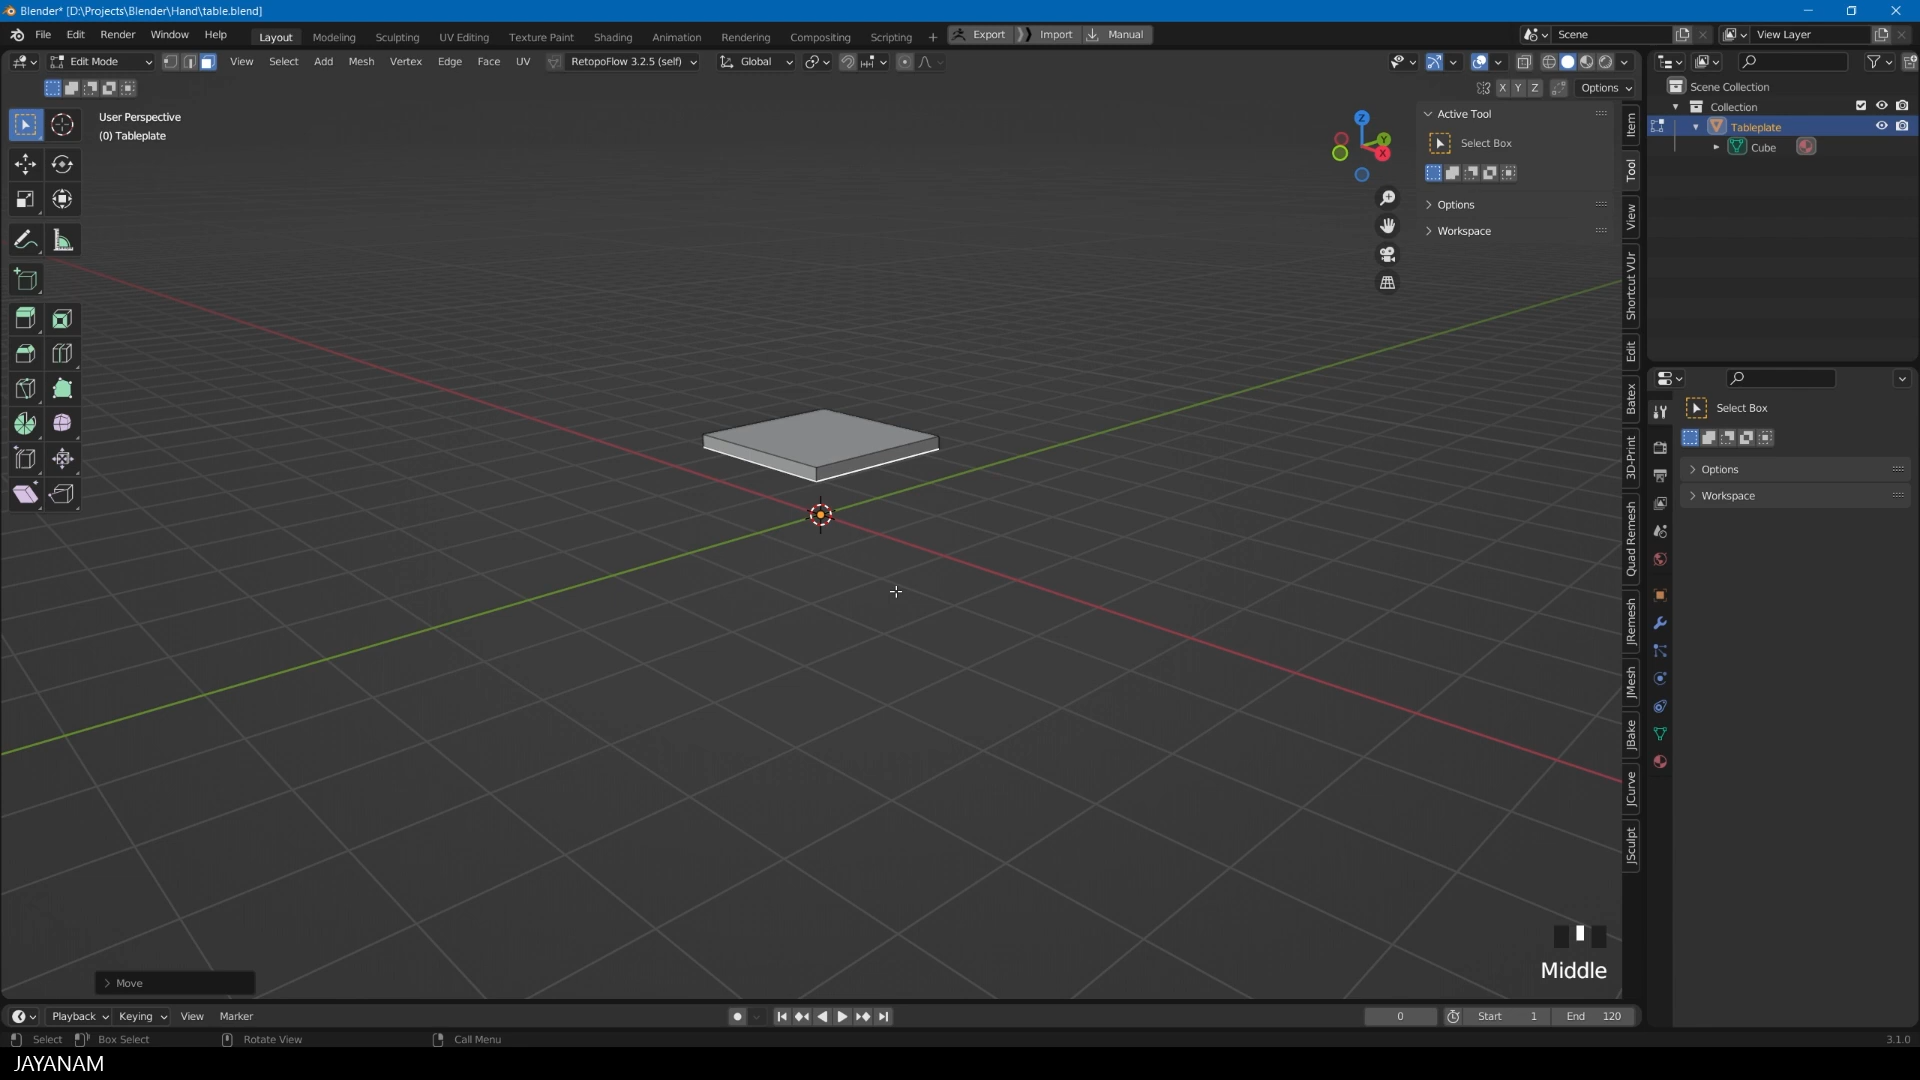 Blender* [D:\Projects\Blender\Hand\table.blend]
File Edit Render Window Help Layout Modeling Sculpting UV Editing Texture Paint Shading Animation Rendering Compositing Scripting + Export Import Manual Scene View Layer
Edit Mode View Select Add Mesh Vertex Edge Face UV RetopoFlow 3.2.5 (self) Global
X Y Z Options
User Perspective
(0) Tableplate
Z
Y
X
Active Tool
Select Box
Options
Workspace
Item
Tool
View
Shortcut VUr
Edit
Batex
3D-Print
Quad Remesh
JRemesh
JMesh
JBake
JCurve
JSculpt
Scene Collection
Collection
Tableplate
Cube
Select Box
Options
Workspace
Middle
Move
Playback Keying View Marker 0 Start 1 End 120
Select Box Select Rotate View Call Menu 3.1.0
JAYANAM